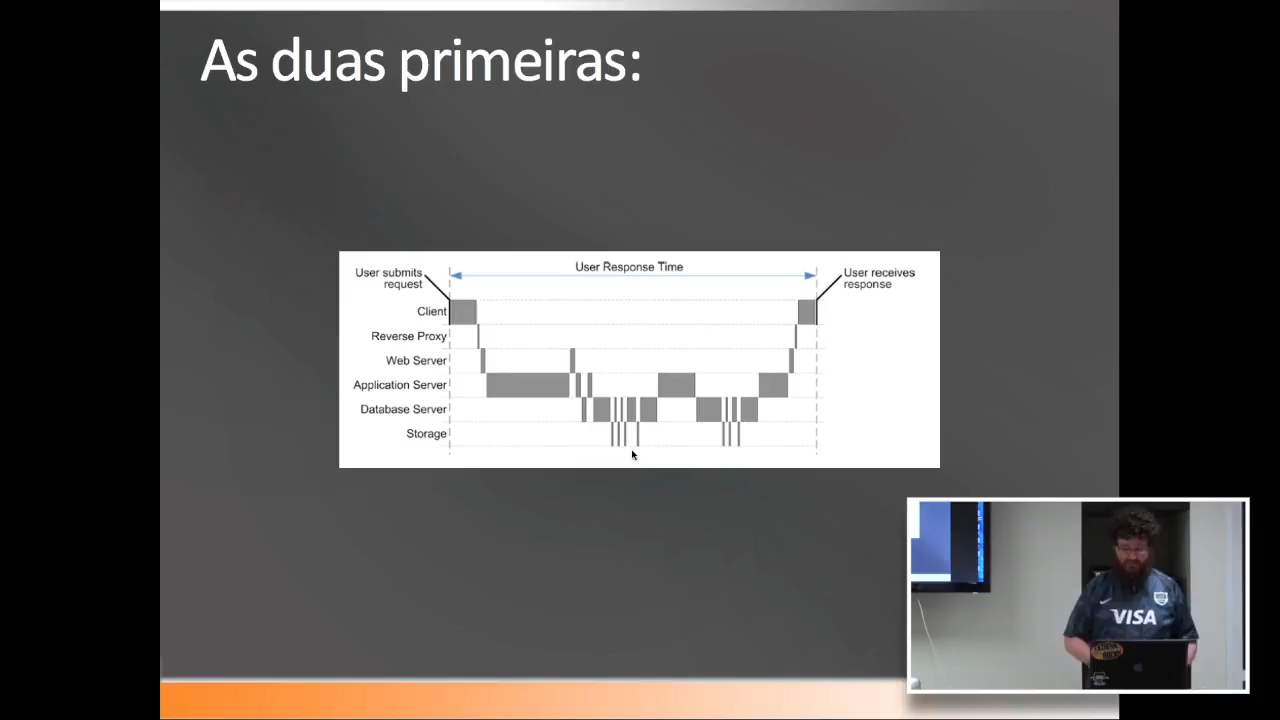 As duas primeiras:
User Response Time
User submits
request
User receives
response
Client
Reverse Proxy
Web Server
Application Server
Database Server
Storage
VISA